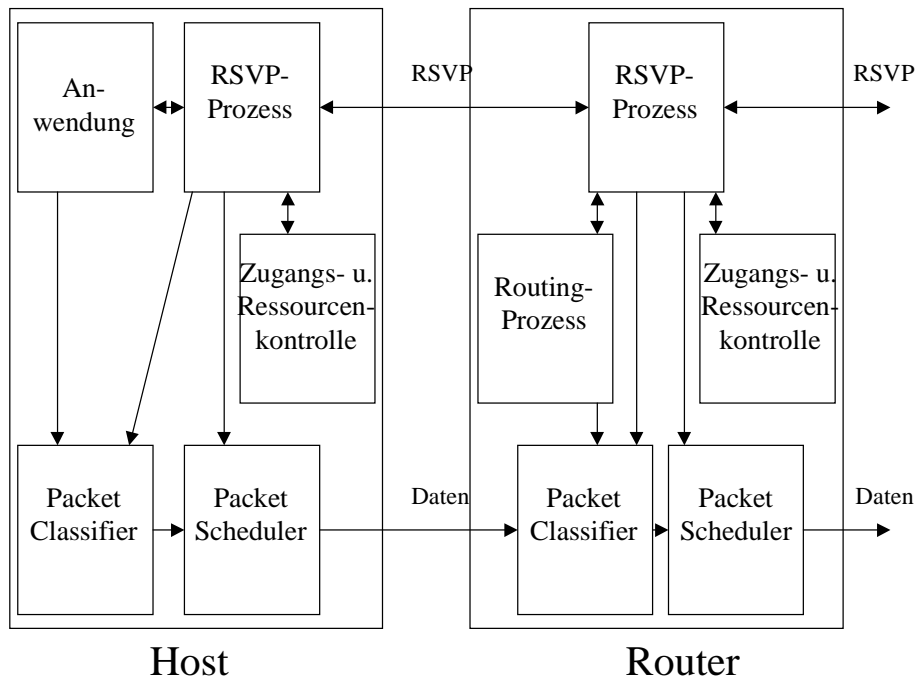 An-
wendung
RSVP-
Prozess
RSVP
RSVP-
Prozess
RSVP
Zugangs- u.
Ressourcen-
kontrolle
Routing-
Prozess
Zugangs- u.
Ressourcen-
kontrolle
Packet
Classifier
Packet
Scheduler
Daten
Packet
Classifier
Packet
Scheduler
Daten
Host
Router